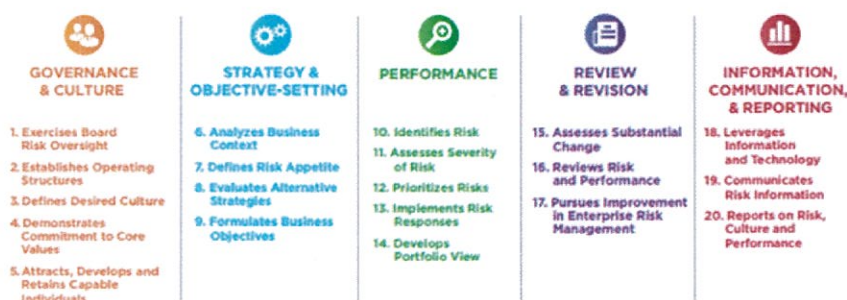 GOVERNANCE
& CULTURE
1. Exercises Board
Risk Oversight
2. Establishes Operating
Structures
3. Defines Desired Culture
4. Demonstrates
Commitment to Core
Values
5. Attracts, Develops and
Retains Capable
Individuals
STRATEGY &
OBJECTIVE-SETTING
6. Analyzes Business
Context
7. Defines Risk Appetite
8. Evaluates Alternative
Strategies
9. Formulates Business
Objectives
PERFORMANCE
10. Identifies Risk
11. Assesses Severity
of Risk
12. Prioritizes Risks
13. Implements Risk
Responses
14. Develops
Portfolio View
REVIEW
& REVISION
15. Assesses Substantial
Change
16. Reviews Risk
and Performance
17. Pursues Improvement
in Enterprise Risk
Management
INFORMATION,
COMMUNICATION,
& REPORTING
18. Leverages
Information
and Technology
19. Communicates
Risk Information
20. Reports on Risk,
Culture and
Performance